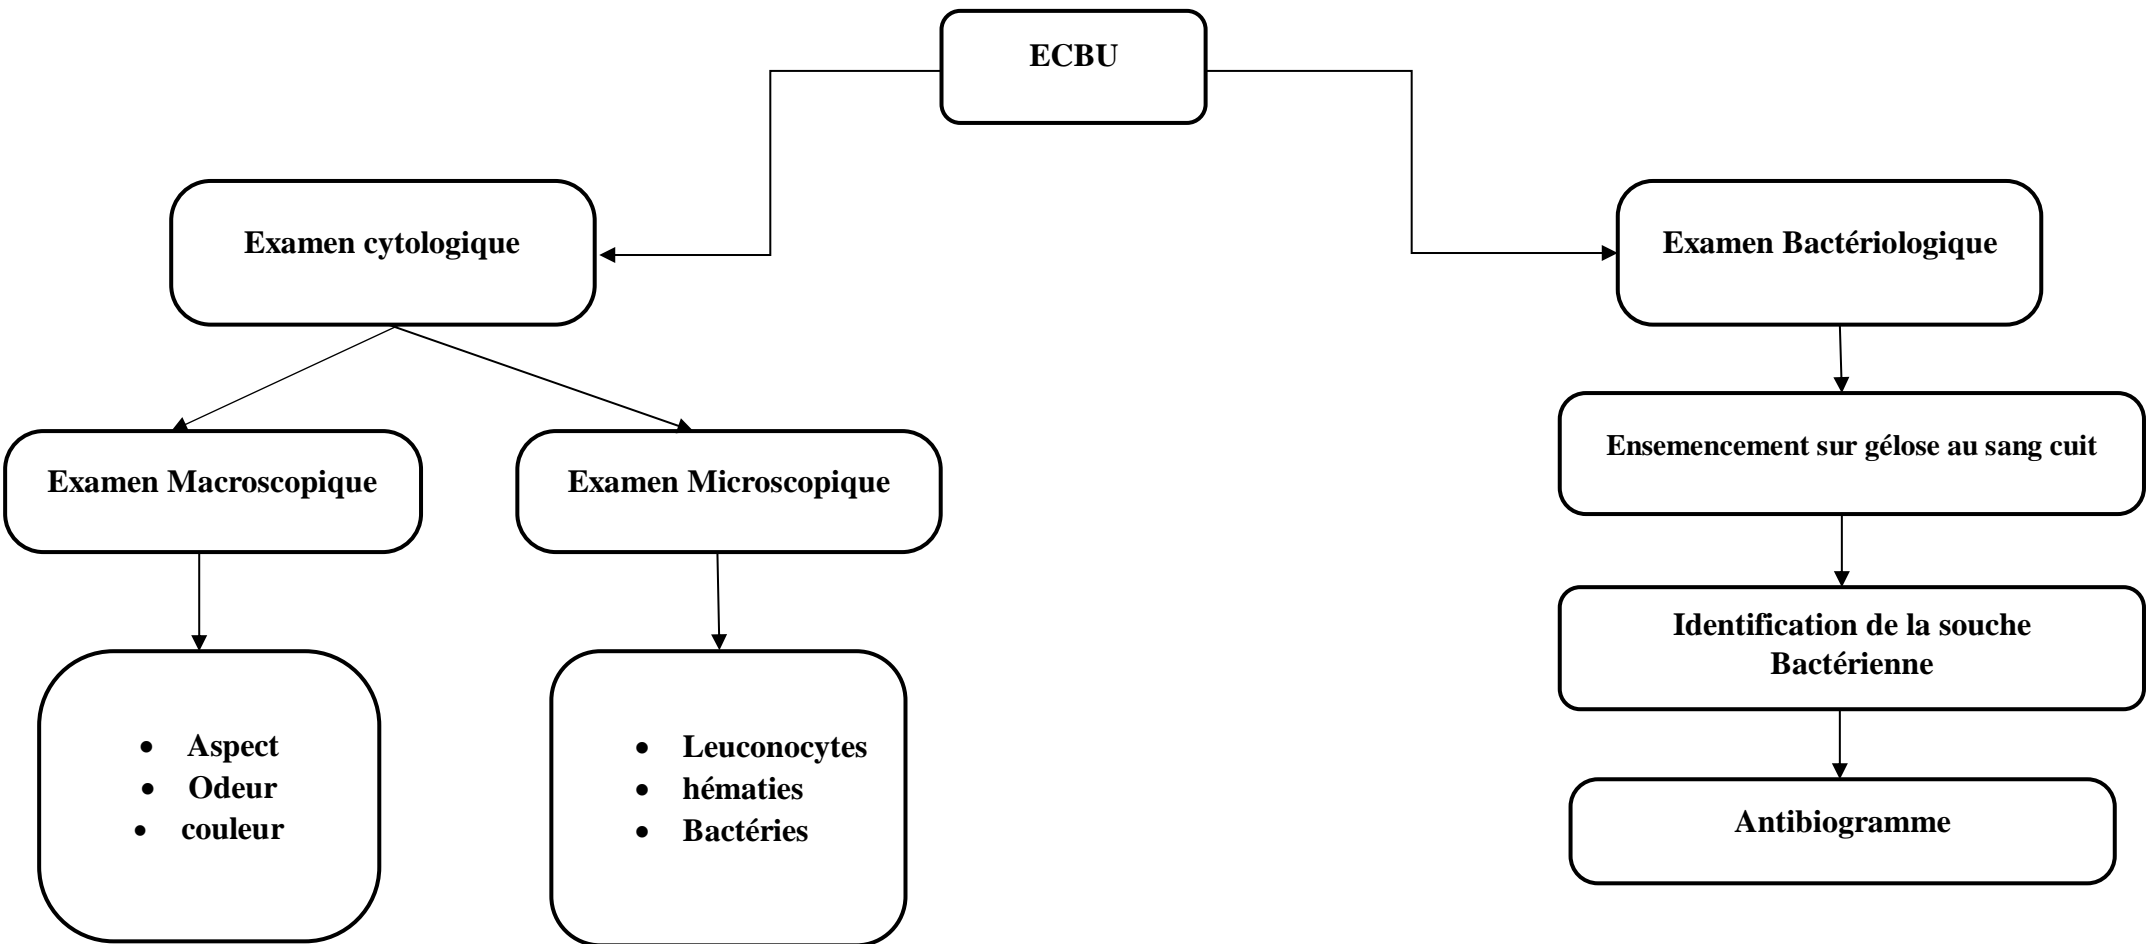 ECBU
Examen cytologique
Examen Bactériologique
Examen Macroscopique
Examen Microscopique
Ensemencement sur gélose au sang cuit
Identification de la souche
Bactérienne
• Aspect
• Odeur
• couleur
• Leuconocytes
• hématies
• Bactéries
Antibiogramme